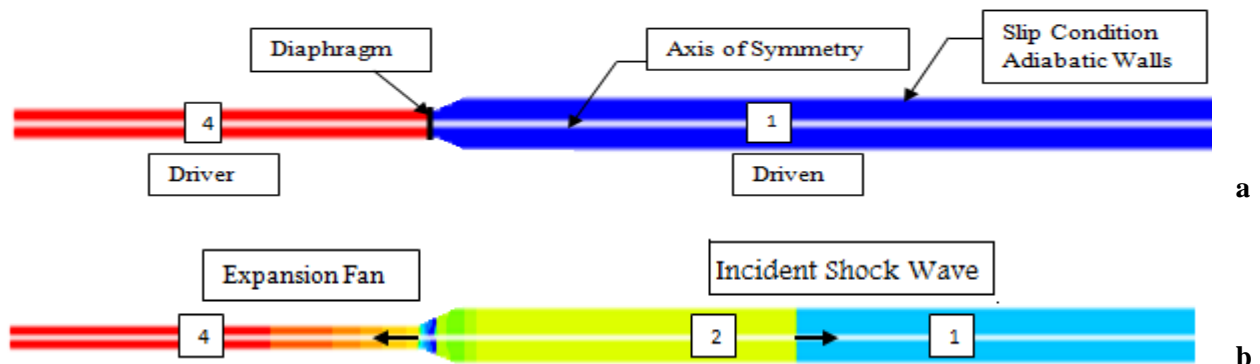 Diaphragm
Axis of Symmetry
Slip Condition
Adiabatic Walls
4
1
Driver
Driven
a
Expansion Fan
Incident Shock Wave
4
2
1
b